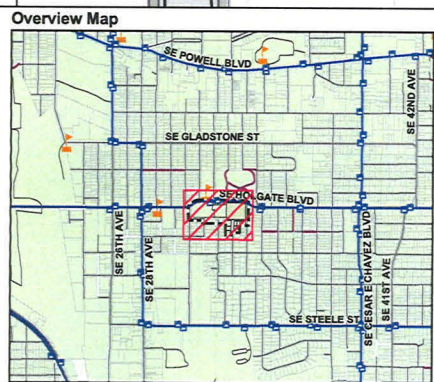 Overview Map
SE POWELL BLVD
SE 42ND AVE
SE GLADSTONE ST
SE HOLGATE BLVD
SE 26TH AVE
SE 28TH AVE
SE CESAR E CHAVEZ BLVD
SE 41ST AVE
SE STEELE ST